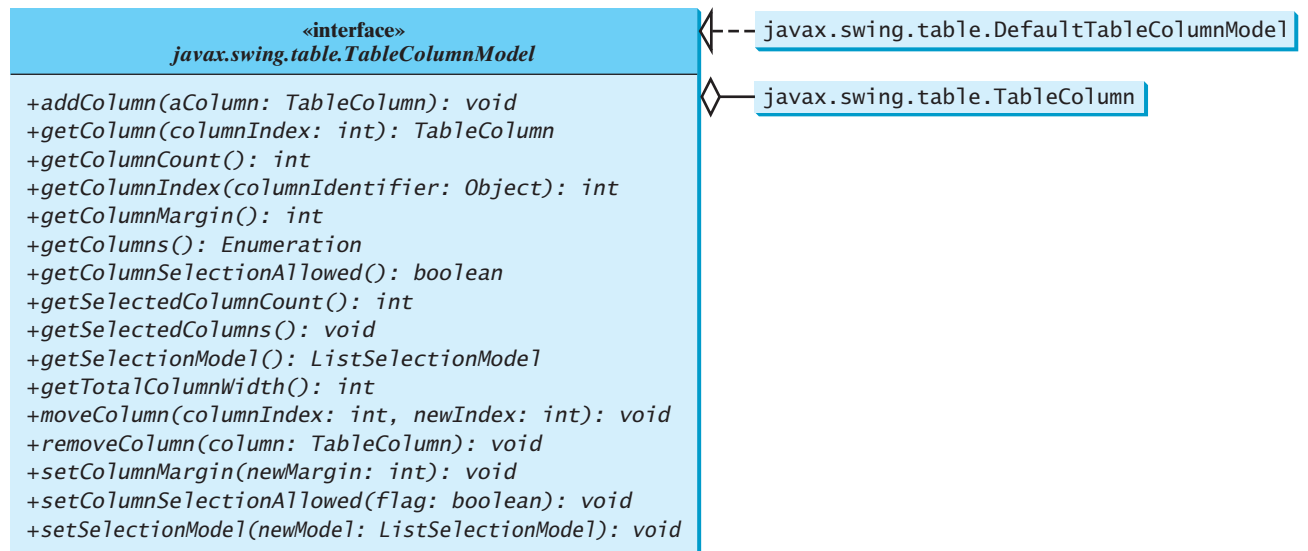 «interface»
javax.swing.table.TableColumnModel
+addColumn(aColumn: TableColumn): void
+getColumn(columnIndex: int): TableColumn
+getColumnCount(): int
+getColumnIndex(columnIdentifier: Object): int
+getColumnMargin(): int
+getColumns(): Enumeration
+getColumnSelectionAllowed(): boolean
+getSelectedColumnCount(): int
+getSelectedColumns(): void
+getSelectionModel(): ListSelectionModel
+getTotalColumnWidth(): int
+moveColumn(columnIndex: int, newIndex: int): void
+removeColumn(column: TableColumn): void
+setColumnMargin(newMargin: int): void
+setColumnSelectionAllowed(flag: boolean): void
+setSelectionModel(newModel: ListSelectionModel): void
javax.swing.table.DefaultTableColumnModel
javax.swing.table.TableColumn